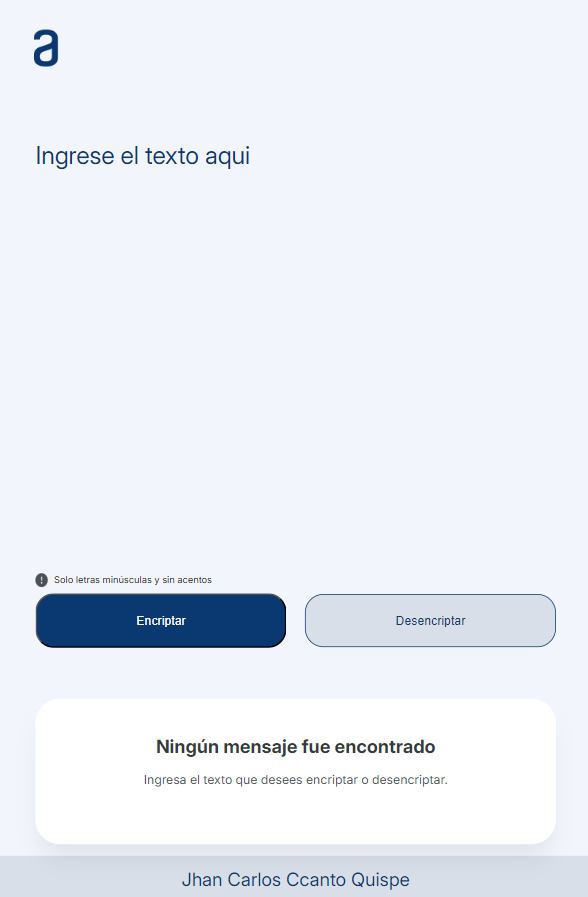 a
Ingrese el texto aqui
Solo letras minúsculas y sin acentos
Encriptar
Desencriptar
Ningún mensaje fue encontrado
Ingresa el texto que desees encriptar o desencriptar.
Jhan Carlos Ccanto Quispe